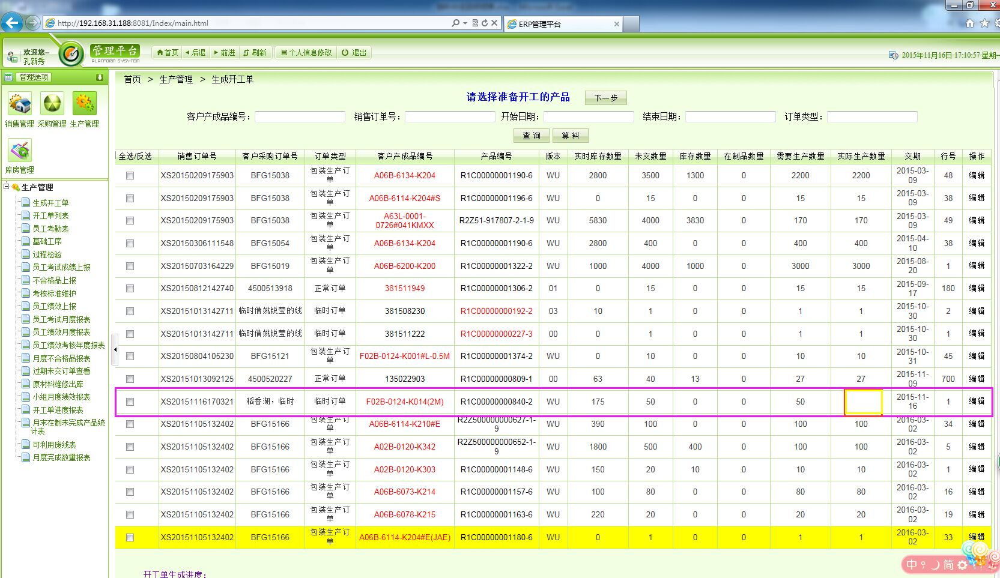 http://192.168.31.188:8081/Index/main.html
ERP管理平台
欢迎您-
孔新秀
管理平台
PLATFORM SYSYTEM
首页 后退 前进 刷新 个人信息修改 退出
2015年11月16日 17:10:57 星期一
管理选项
销售管理 采购管理 生产管理
库房管理
生产管理
生成开工单
开工单列表
员工考勤表
基础工序
过程检验
员工考试成绩上报
不合格品上报
考核标准维护
员工绩效上报
员工考试月度报表
员工绩效月度报表
员工绩效考核年度报表
月度不合格品报表
过期未交订单查看
原材料维修出库
小组月度绩效报表
开工单进度报表
月末在制未完成产品统
计表
可利用废线表
月度完成数量报表
首页 > 生产管理 > 生成开工单
请选择准备开工的产品 下一步
客户产成品编号： 销售订单号： 开始日期： 结束日期： 订单类型：
查 询 算 料
全选/反选 销售订单号 客户采购订单号 订单类型 客户产成品编号 产品编号 版本 实时库存数量 未交数量 库存数量 在制品数量 需要生产数量 实际生产数量 交期 行号 操作
XS20150209175903 BFG15038 包装生产订单 A06B-6134-K204 R1C00000001190-6 WU 2800 3500 1300 0 2200 2200 2015-03-09 48 编辑
XS20150209175903 BFG15038 包装生产订单 A06B-6114-K204#S R1C00000001196-6 WU 0 15 0 0 15 15 2015-03-09 38 编辑
XS20150209175903 BFG15038 包装生产订单 A63L-0001-0726#041KMXX R2Z51-917807-2-1-9 WU 5830 4000 3830 0 170 170 2015-03-09 49 编辑
XS20150306111548 BFG15054 包装生产订单 A06B-6134-K204 R1C00000001190-6 WU 2800 400 0 0 400 400 2015-04-10 38 编辑
XS20150703164229 BFG15019 包装生产订单 A06B-6200-K200 R1C00000001322-2 WU 1000 4000 1000 0 3000 3000 2015-08-20 1 编辑
XS20150812142740 4500513918 正常订单 381511949 R1C00000001306-2 01 0 15 0 0 15 15 2015-09-17 180 编辑
XS20151013142711 临时借姚锐莹的线 临时订单 381508230 R1C00000000192-2 03 10 1 0 0 1 1 2015-10-30 2 编辑
XS20151013142711 临时借姚锐莹的线 临时订单 381511222 R1C00000000227-3 00 0 1 0 0 1 1 2015-10-30 1 编辑
XS20150804105230 BFG15121 包装生产订单 F02B-0124-K001#L-0.5M R1C00000001374-2 WU 0 10 0 0 10 10 2015-10-31 45 编辑
XS20151013092125 4500520227 正常订单 135022903 R1C00000000809-1 00 63 40 13 0 27 27 2015-11-09 700 编辑
XS20151116170321 稻香湖，临时 临时订单 F02B-0124-K014(2M) R1C00000000840-2 WU 175 50 0 0 50 2015-11-16 1 编辑
XS20151105132402 BFG15166 包装生产订单 A06B-6114-K210#E R2Z500000000627-1-9 WU 390 100 0 0 100 100 2016-03-02 34 编辑
XS20151105132402 BFG15166 包装生产订单 A02B-0120-K342 R2Z500000000652-1-9 WU 1800 500 400 0 100 100 2016-03-02 5 编辑
XS20151105132402 BFG15166 包装生产订单 A02B-0120-K303 R1C00000001148-6 WU 150 20 10 0 10 10 2016-03-02 1 编辑
XS20151105132402 BFG15166 包装生产订单 A06B-6073-K214 R1C00000001157-6 WU 100 80 0 0 80 80 2016-03-02 16 编辑
XS20151105132402 BFG15166 包装生产订单 A06B-6078-K215 R1C00000001163-6 WU 220 20 0 0 20 20 2016-03-02 19 编辑
XS20151105132402 BFG15166 包装生产订单 A06B-6114-K204#E(JAE) R1C00000001180-6 WU 0 1 0 0 1 1 2016-03-02 33 编辑
开工单生成进度：
中 简